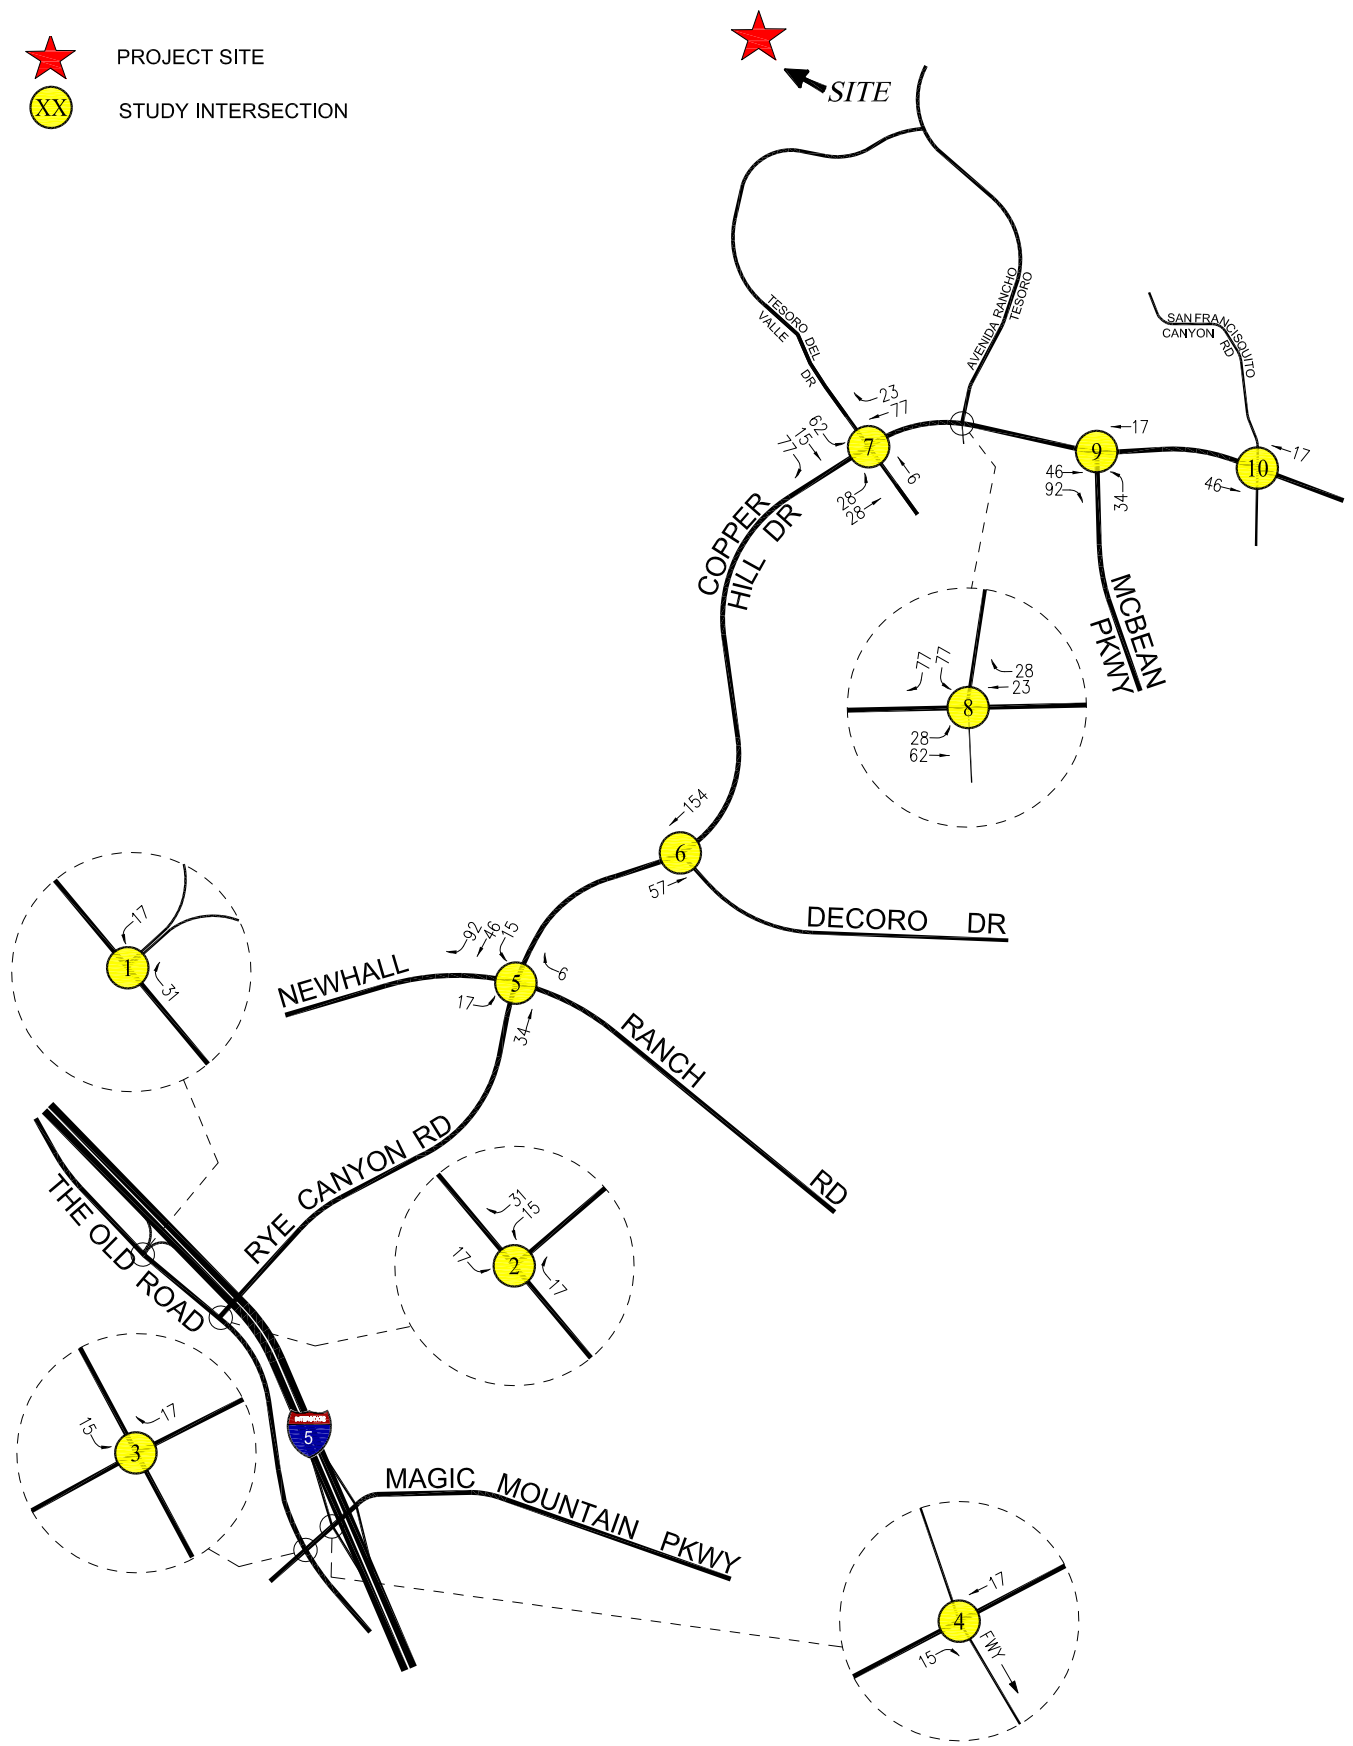 PROJECT SITE
XX
STUDY INTERSECTION
SITE
TESORO DEL
VALLE
DR
AVENIDA RANCHO
TESORO
SAN FRANCISQUITO
CANYON
RD
23
77
62
15
77
7
6
28
28
17
9
46
92
34
17
10
46
COPPER
HILL DR
MCBEAN
PKWY
77
77
28
23
8
28
62
154
6
57
DECORO DR
92
46
15
6
5
17
34
NEWHALL
RANCH
RD
17
1
31
RYE CANYON RD
THE OLD ROAD
31
15
17
2
17
17
15
3
5
MAGIC MOUNTAIN PKWY
17
4
15
FWY